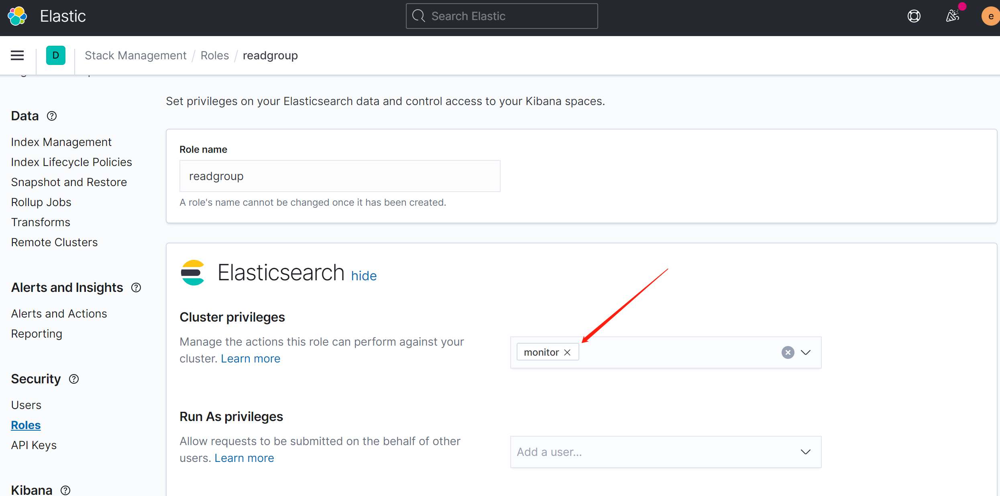 Elastic
Search Elastic
e
D
Stack Management / Roles / readgroup
Set privileges on your Elasticsearch data and control access to your Kibana spaces.
Data
Index Management
Index Lifecycle Policies
Snapshot and Restore
Rollup Jobs
Transforms
Remote Clusters
Alerts and Insights
Alerts and Actions
Reporting
Security
Users
Roles
API Keys
Kibana
Role name
readgroup
A role's name cannot be changed once it has been created.
Elasticsearch hide
Cluster privileges
Manage the actions this role can perform against your
cluster. Learn more
monitor
Run As privileges
Allow requests to be submitted on the behalf of other
users. Learn more
Add a user...